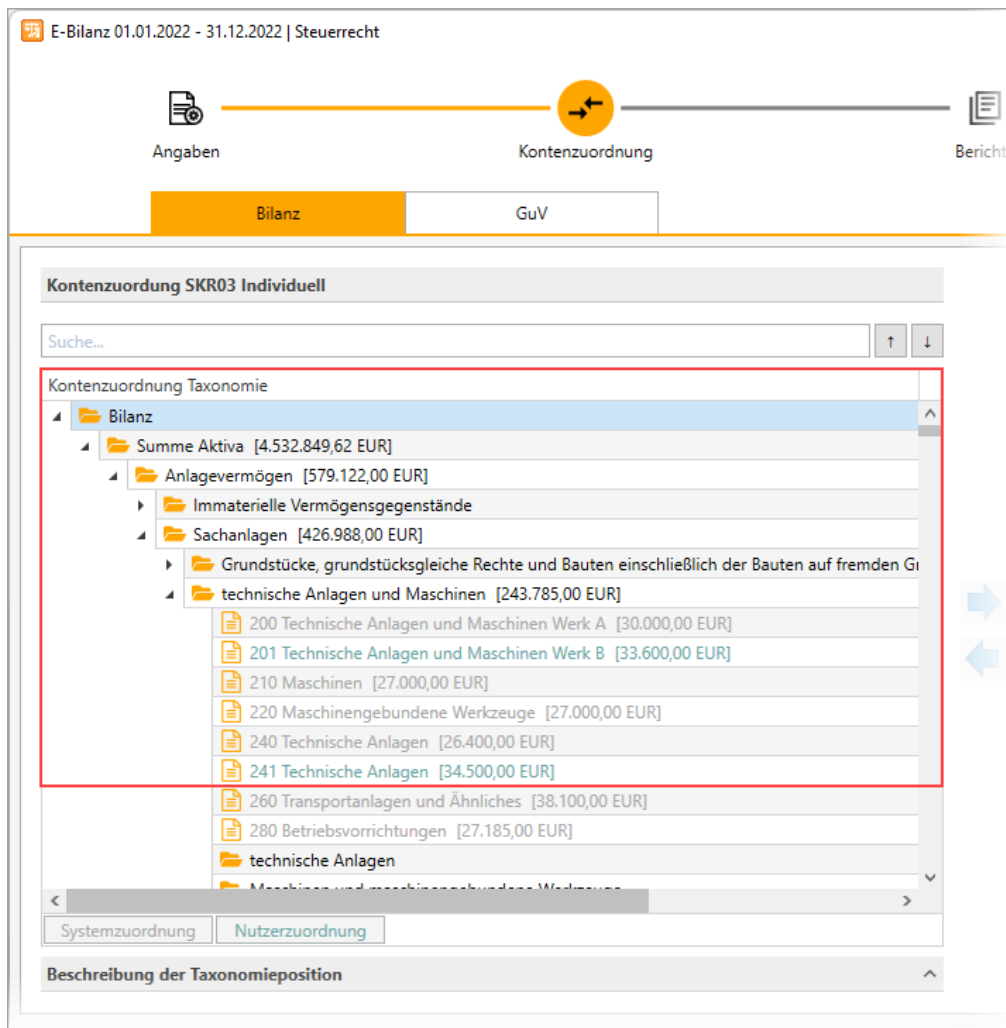 E-Bilanz 01.01.2022 - 31.12.2022 | Steuerrecht
Angaben
Kontenzuordnung
Bericht
Bilanz
GuV
Kontenzuordung SKR03 Individuell
Suche...
Kontenzuordnung Taxonomie
Bilanz
Summe Aktiva [4.532.849,62 EUR]
Anlagevermögen [579.122,00 EUR]
Immaterielle Vermögensgegenstände
Sachanlagen [426.988,00 EUR]
Grundstücke, grundstücksgleiche Rechte und Bauten einschließlich der Bauten auf fremden
technische Anlagen und Maschinen [243.785,00 EUR]
200 Technische Anlagen und Maschinen Werk A [30.000,00 EUR]
201 Technische Anlagen und Maschinen Werk B [33.600,00 EUR]
210 Maschinen [27.000,00 EUR]
220 Maschinengebundene Werkzeuge [27.000,00 EUR]
240 Technische Anlagen [26.400,00 EUR]
241 Technische Anlagen [34.500,00 EUR]
260 Transportanlagen und Ähnliches [38.100,00 EUR]
280 Betriebsvorrichtungen [27.185,00 EUR]
technische Anlagen
Systemzuordnung
Nutzerzuordnung
Beschreibung der Taxonomieposition